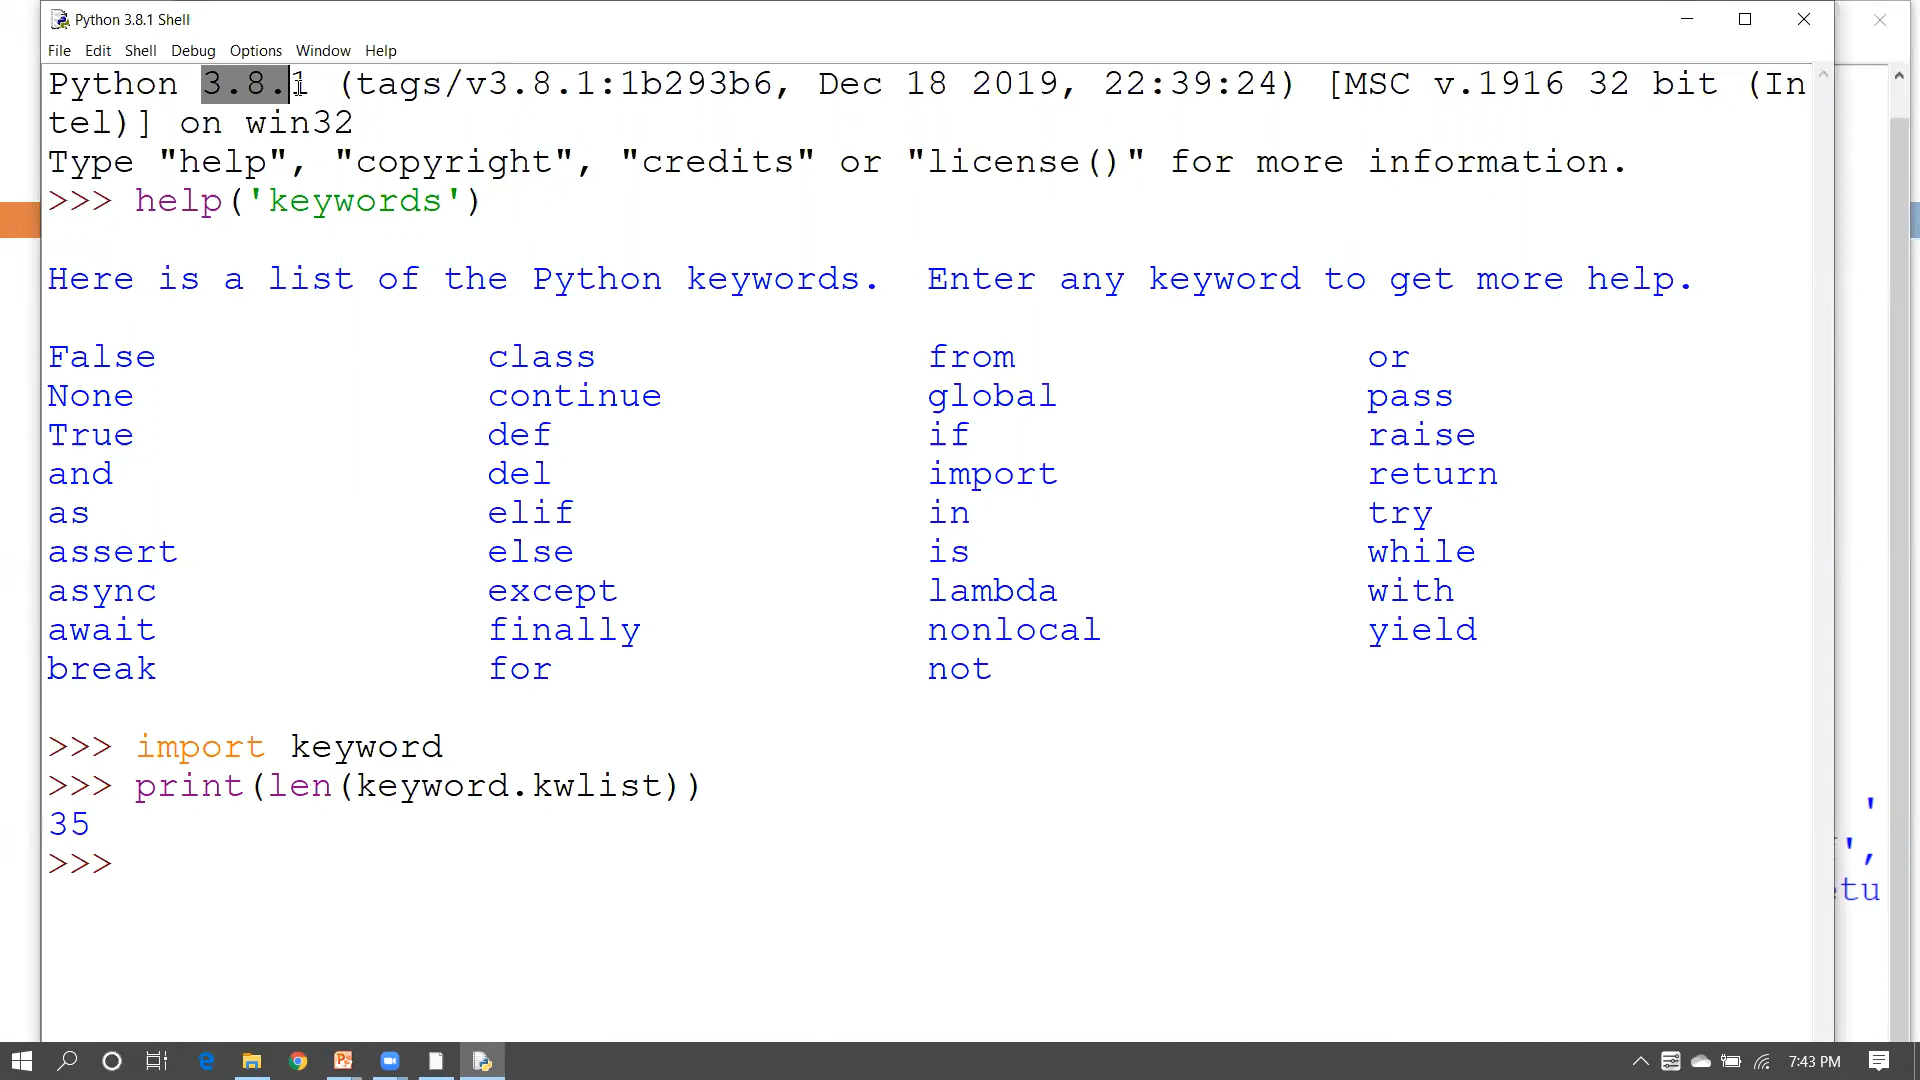 Python 3.8.1 Shell
File Edit Shell Debug Options Window Help
Python 3.8.1 (tags/v3.8.1:1b293b6, Dec 18 2019, 22:39:24) [MSC v.1916 32 bit (In
tel)] on win32
Type "help", "copyright", "credits" or "license()" for more information.
>>> help('keywords')
Here is a list of the Python keywords.  Enter any keyword to get more help.
False class from or
None continue global pass
True def if raise
and del import return
as elif in try
assert else is while
async except lambda with
await finally nonlocal yield
break for not
>>> import keyword
>>> print(len(keyword.kwlist))
35
>>>
'
',
etu
7:43 PM